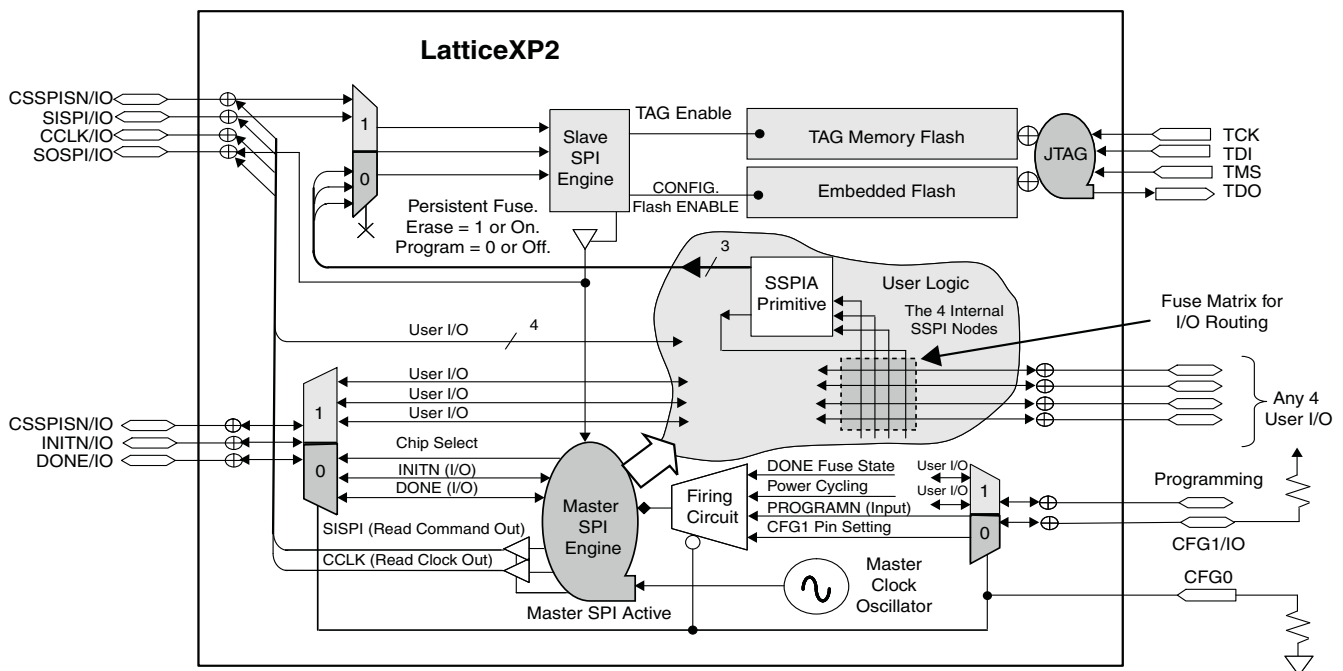 LatticeXP2
CSSPISN/IO
SISPI/IO
CCLK/IO
SOSPI/IO
1
0
Slave
SPI
Engine
TAG Enable
CONFIG.
Flash ENABLE
TAG Memory Flash
Embedded Flash
JTAG
TCK
TDI
TMS
TDO
Persistent Fuse.
Erase = 1 or On.
Program = 0 or Off.
3
SSPIA
Primitive
User Logic
The 4 Internal
SSPI Nodes
Fuse Matrix for
I/O Routing
User I/O
4
User I/O
User I/O
User I/O
1
0
CSSPISN/IO
INITN/IO
DONE/IO
Chip Select
INITN (I/O)
DONE (I/O)
SISPI (Read Command Out)
CCLK (Read Clock Out)
Master
SPI
Engine
Master SPI Active
Firing
Circuit
DONE Fuse State
Power Cycling
PROGRAMN (Input)
CFG1 Pin Setting
User I/O
User I/O
1
0
Master
Clock
Oscillator
Any 4
User I/O
Programming
CFG1/IO
CFG0